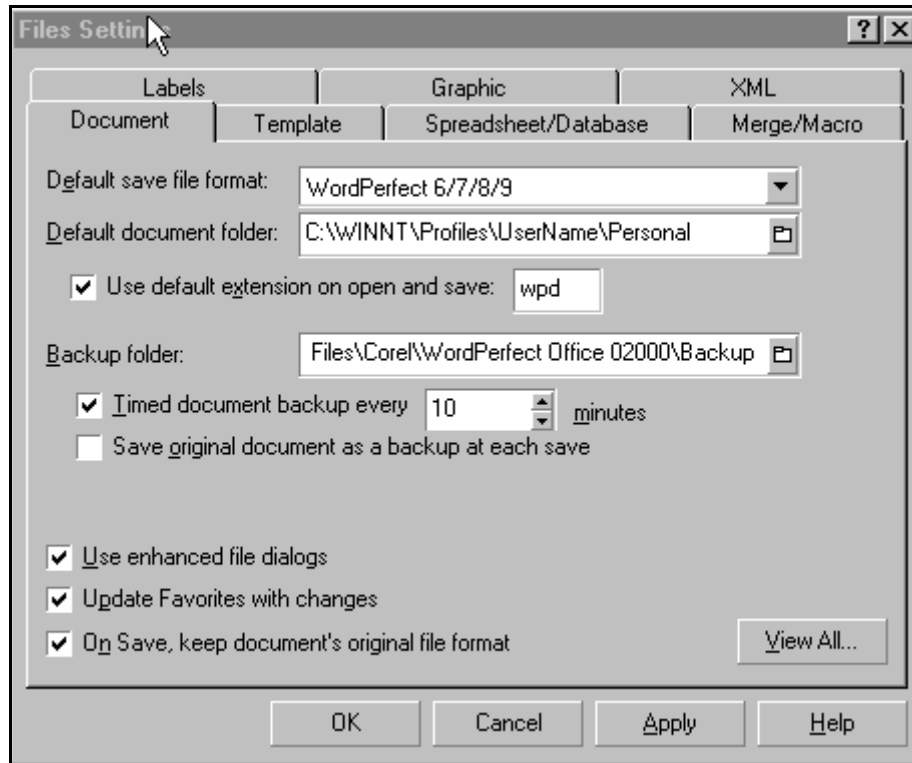 Files Settin
Labels Graphic XML
Document Template Spreadsheet/Database Merge/Macro
Default save file format: WordPerfect 6/7/8/9
Default document folder: C:\WINNT\Profiles\UserName\Personal
Use default extension on open and save: wpd
Backup folder: Files\Corel\WordPerfect Office 02000\Backup
Timed document backup every 10 minutes
Save original document as a backup at each save
Use enhanced file dialogs
Update Favorites with changes
On Save, keep document's original file format
View All...
OK Cancel Apply Help